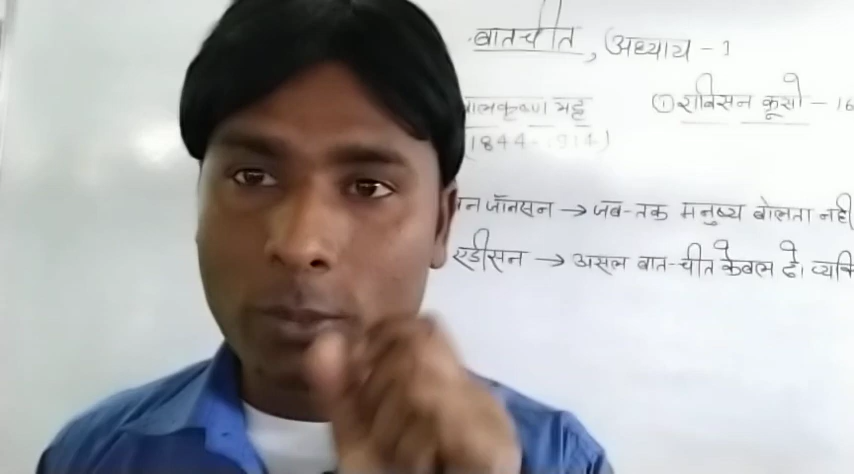 बातचीत, अध्याय - 1
बालकृष्ण भट्ट
① राबिंसन क्रूसो - 16
(1844-1914)
न जॉनसन → जब-तक मनुष्य बोलता नहीं
एडीसन → असल बात-चीत केवल दो व्यक्ति